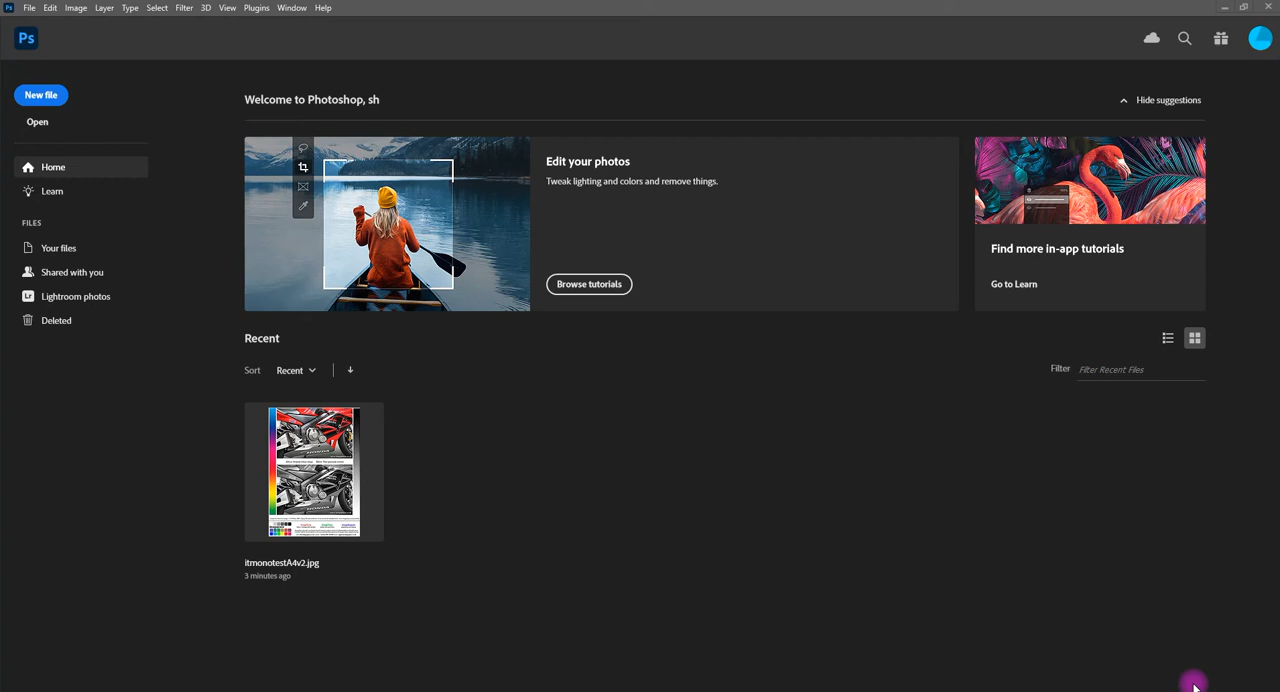 Ps File Edit Image Layer Type Select Filter 3D View Plugins Window Help
Ps
New file
Open
Home
Learn
FILES
Your files
Shared with you
Lr Lightroom photos
Deleted
Welcome to Photoshop, sh
Hide suggestions
Edit your photos
Tweak lighting and colors and remove things.
Browse tutorials
Find more in-app tutorials
Go to Learn
Recent
Sort Recent
Filter Filter Recent Files
HONDA
HONDA
itmonotestA4v2.jpg
3 minutes ago